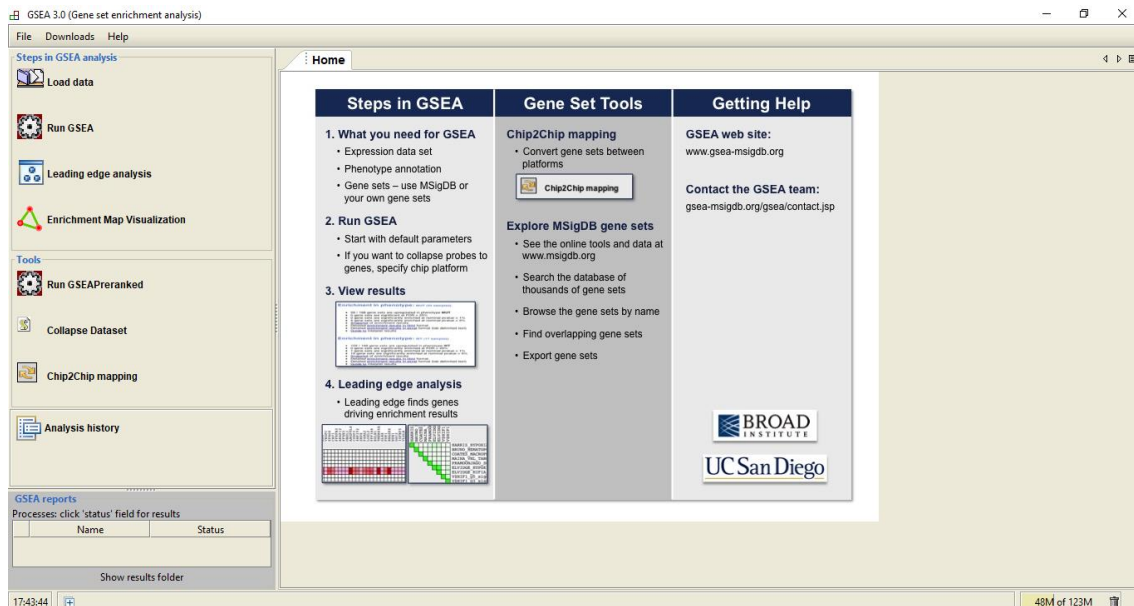 GSEA 3.0 (Gene set enrichment analysis)
File Downloads Help
Steps in GSEA analysis
Load data
Run GSEA
Leading edge analysis
Enrichment Map Visualization
Tools
Run GSEAPreranked
Collapse Dataset
Chip2Chip mapping
Analysis history
GSEA reports
Processes: click 'status' field for results
Name Status
Show results folder
17:43:44
Home
Steps in GSEA
1. What you need for GSEA
• Expression data set
• Phenotype annotation
• Gene sets – use MSigDB or
your own gene sets
2. Run GSEA
• Start with default parameters
• If you want to collapse probes to
genes, specify chip platform
3. View results
Enrichment in phenotype:
Enrichment in phenotype:
4. Leading edge analysis
• Leading edge finds genes
driving enrichment results
Gene Set Tools
Chip2Chip mapping
• Convert gene sets between
platforms
Chip2Chip mapping
Explore MSigDB gene sets
• See the online tools and data at
www.msigdb.org
• Search the database of
thousands of gene sets
• Browse the gene sets by name
• Find overlapping gene sets
• Export gene sets
Getting Help
GSEA web site:
www.gsea-msigdb.org
Contact the GSEA team:
gsea-msigdb.org/gsea/contact.jsp
BROAD
INSTITUTE
UC San Diego
48M of 123M